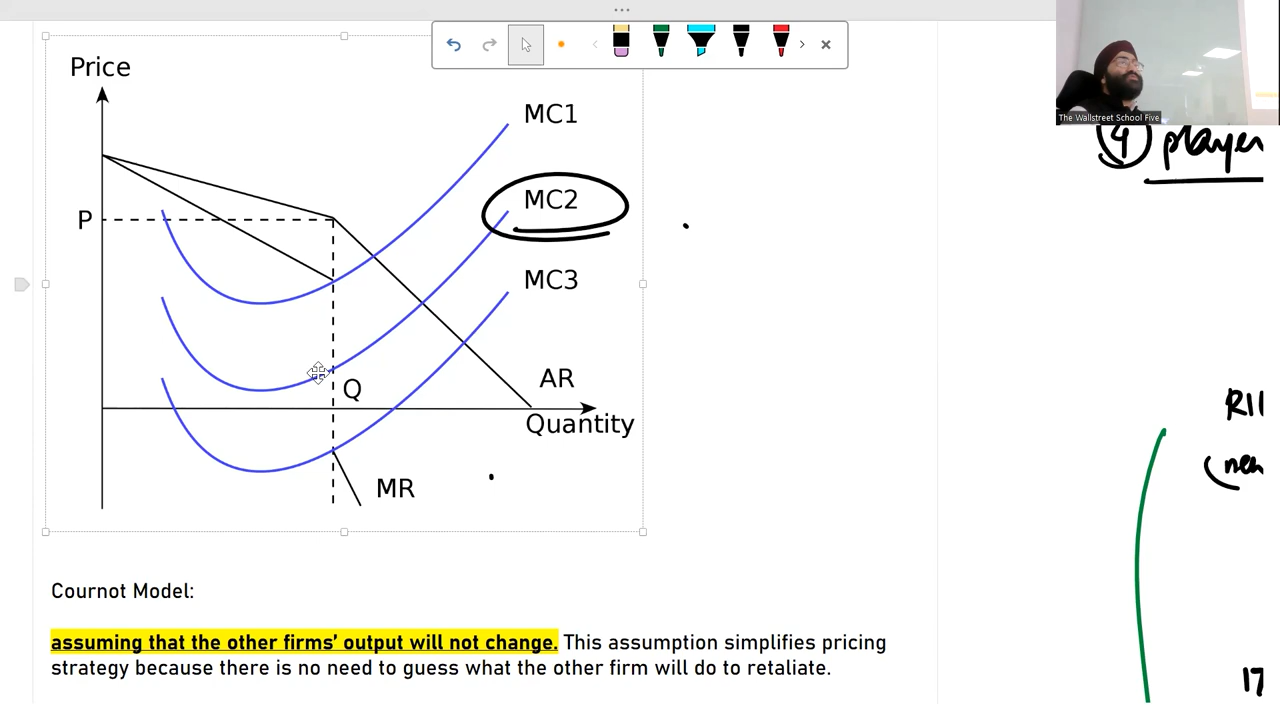 Price
MC1
MC2
P
MC3
AR
Q
Quantity
MR
Cournot Model:
assuming that the other firms’ output will not change. This assumption simplifies pricing
strategy because there is no need to guess what the other firm will do to retaliate.
The Wallstreet School Five
4 player
17